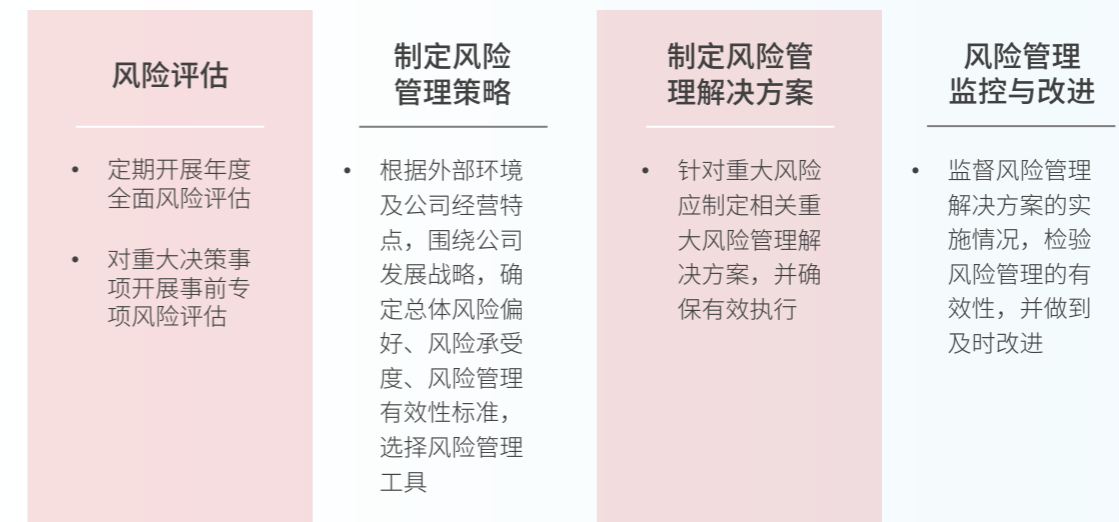 风险评估
• 定期开展年度
全面风险评估
• 对重大决策事
项开展事前专
项风险评估
制定风险
管理策略
• 根据外部环境
及公司经营特
点，围绕公司
发展战略，确
定总体风险偏
好、风险承受
度、风险管理
有效性标准，
选择风险管理
工具
制定风险管
理解决方案
• 针对重大风险
应制定相关重
大风险管理解
决方案，并确
保有效执行
风险管理
监控与改进
• 监督风险管理
解决方案的实
施情况，检验
风险管理的有
效性，并做到
及时改进